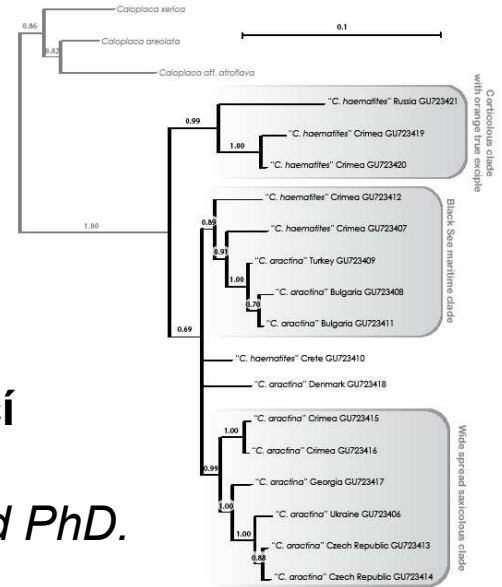 Caloplaca xerica
0.86
0.1
Caloplaca areolata
0.82
Caloplaca aff. atroflava
Corticolous clade
with orange true exciple
"C. haematites" Russia GU723421
0.99
"C. haematites" Crimea GU723419
1.00
"C. haematites" Crimea GU723420
Black See maritime clade
"C. haematites" Crimea GU723412
0.89
1.00
"C. haematites" Crimea GU723407
0.91
"C. aractina" Turkey GU723409
1.00
"C. aractina" Bulgaria GU723408
0.70
"C. aractina" Bulgaria GU723411
0.69
"C. haematites" Crete GU723410
"C. aractina" Denmark GU723418
Wide spread saxicolous clade
"C. aractina" Crimea GU723415
1.00
"C. aractina" Crimea GU723416
0.99
"C. aractina" Georgia GU723417
1.00
"C. aractina" Ukraine GU723406
1.00
"C. aractina" Czech Republic GU723413
0.88
"C. aractina" Czech Republic GU723414
cí
d PhD.